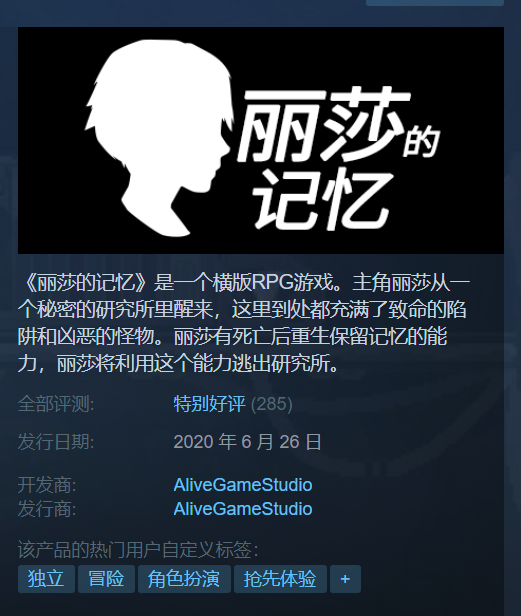 丽莎的
记忆
《丽莎的记忆》是一个横版RPG游戏。主角丽莎从一
个秘密的研究所里醒来，这里到处都充满了致命的陷
阱和凶恶的怪物。丽莎有死亡后重生保留记忆的能
力，丽莎将利用这个能力逃出研究所。
全部评测: 特别好评 (285)
发行日期: 2020 年 6 月 26 日
开发商: AliveGameStudio
发行商: AliveGameStudio
该产品的热门用户自定义标签:
独立 冒险 角色扮演 抢先体验 +